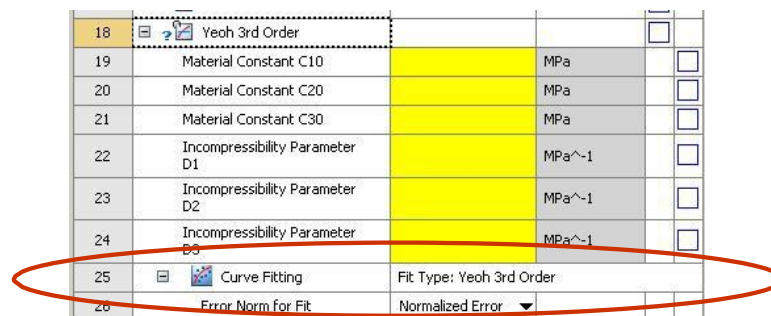 18 Yeoh 3rd Order
19 Material Constant C10 MPa
20 Material Constant C20 MPa
21 Material Constant C30 MPa
22 Incompressibility Parameter D1 MPa^-1
23 Incompressibility Parameter D2 MPa^-1
24 Incompressibility Parameter D3 MPa^-1
25 Curve Fitting Fit Type: Yeoh 3rd Order
26 Error Norm for Fit Normalized Error